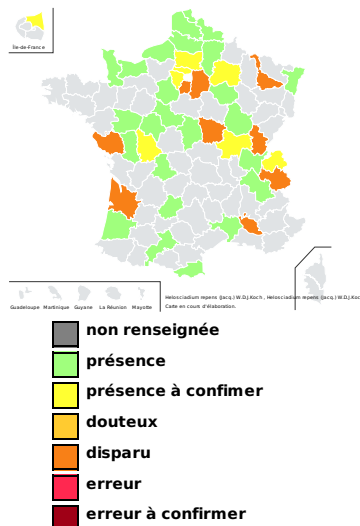 Île-de-France
Guadeloupe Martinique Guyane La Réunion Mayotte
Helosciadium repens (Jacq.) W.D.J.Koch , Helosciadium repens (Jacq.) W.D.J.Koc
Carte en cours d'élaboration.
non renseignée
présence
présence à confimer
douteux
disparu
erreur
erreur à confirmer